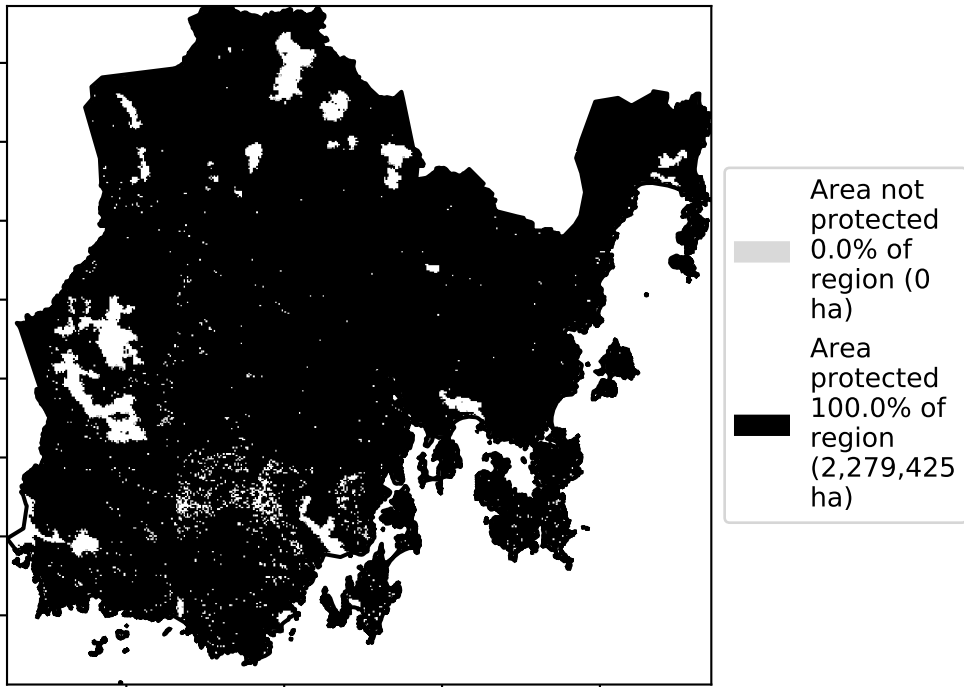 Area not
protected
0.0% of
region (0
ha)
Area
protected
100.0% of
region
(2,279,425
ha)